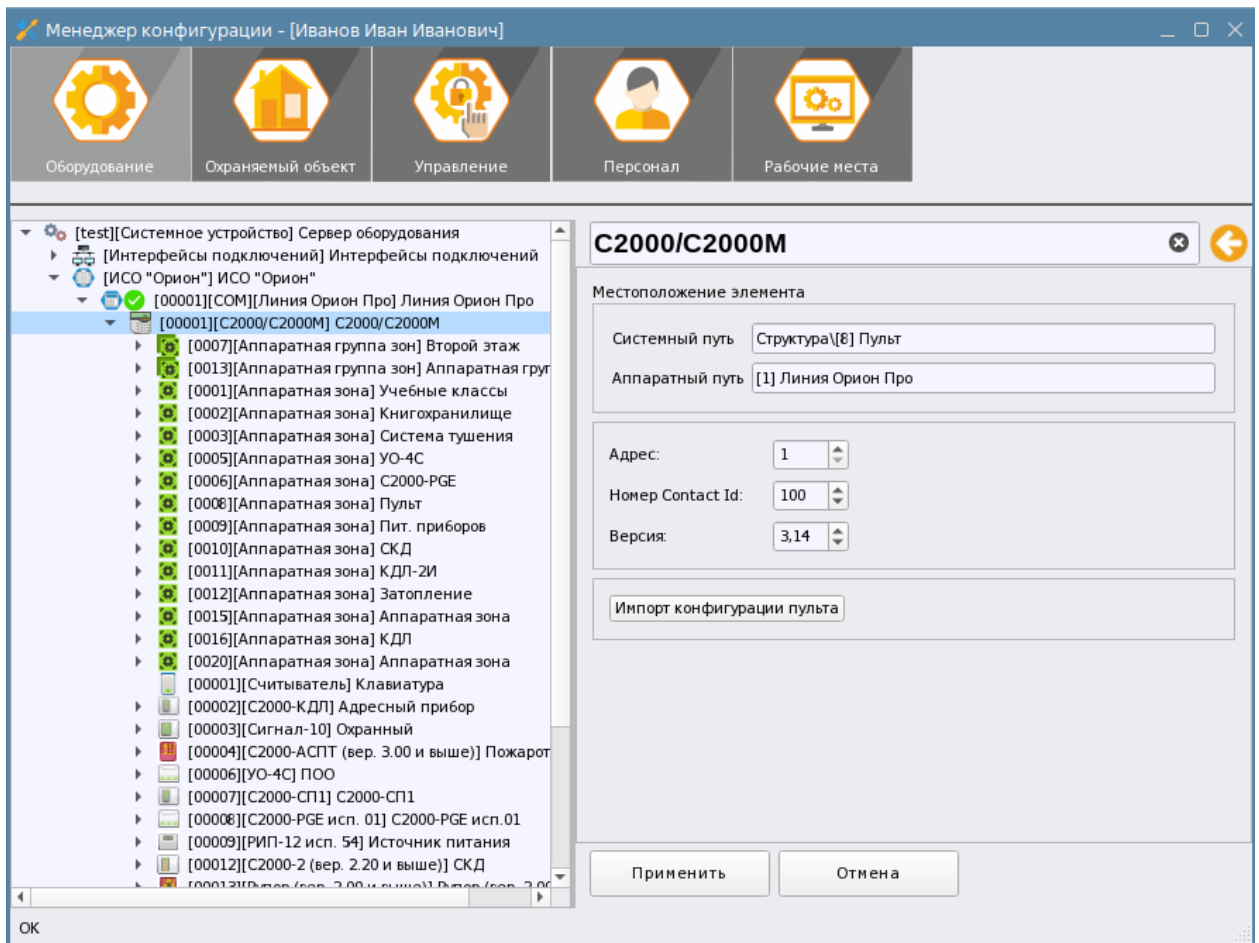 Менеджер конфигурации - [Иванов Иван Иванович]
Оборудование
Охраняемый объект
Управление
Персонал
Рабочие места
[test][Системное устройство] Сервер оборудования
[Интерфейсы подключений] Интерфейсы подключений
[ИСО "Орион"] ИСО "Орион"
[00001][COM][Линия Орион Про] Линия Орион Про
[00001][С2000/С2000М] С2000/С2000М
[0007][Аппаратная группа зон] Второй этаж
[0013][Аппаратная группа зон] Аппаратная груп
[0001][Аппаратная зона] Учебные классы
[0002][Аппаратная зона] Книгохранилище
[0003][Аппаратная зона] Система тушения
[0005][Аппаратная зона] УО-4С
[0006][Аппаратная зона] С2000-PGE
[0008][Аппаратная зона] Пульт
[0009][Аппаратная зона] Пит. приборов
[0010][Аппаратная зона] СКД
[0011][Аппаратная зона] КДЛ-2И
[0012][Аппаратная зона] Затопление
[0015][Аппаратная зона] Аппаратная зона
[0016][Аппаратная зона] КДЛ
[0020][Аппаратная зона] Аппаратная зона
[00001][Считыватель] Клавиатура
[00002][С2000-КДЛ] Адресный прибор
[00003][Сигнал-10] Охранный
[00004][С2000-АСПТ (вер. 3.00 и выше)] Пожарот
[00006][УО-4С] ПОО
[00007][С2000-СП1] С2000-СП1
[00008][С2000-PGE исп. 01] С2000-PGE исп.01
[00009][РИП-12 исп. 54] Источник питания
[00012][С2000-2 (вер. 2.20 и выше)] СКД
[00013][Рупор (вер. 2.00 и выше)] Рупор (вер. 2.00
С2000/С2000М
Местоположение элемента
Системный путь Структура\[8] Пульт
Аппаратный путь [1] Линия Орион Про
Адрес: 1
Номер Contact Id: 100
Версия: 3,14
Импорт конфигурации пульта
Применить
Отмена
OK